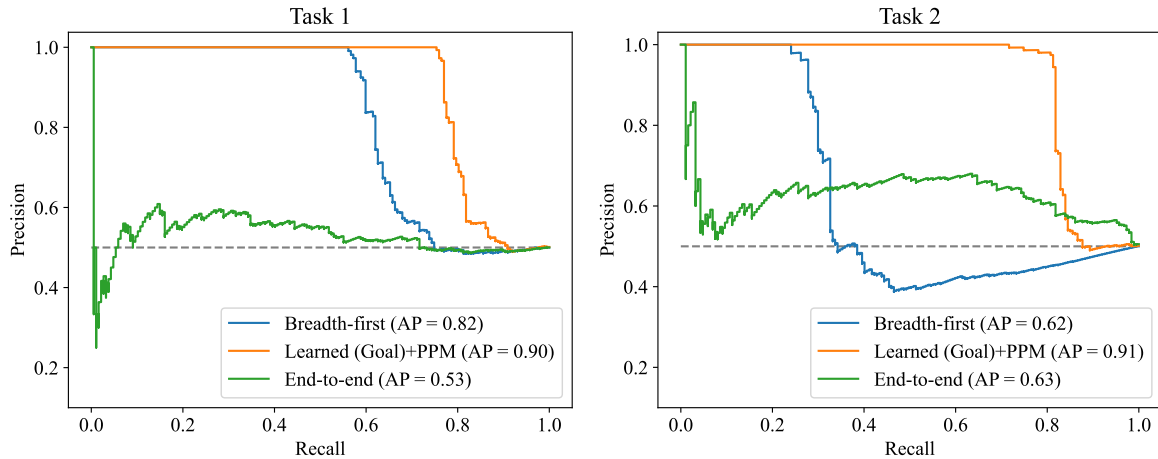 Task 1
Precision
1.0
0.8
0.6
0.4
0.2
0.0
0.2
0.4
0.6
0.8
1.0
Recall
Breadth-first (AP = 0.82)
Learned (Goal)+PPM (AP = 0.90)
End-to-end (AP = 0.53)
Task 2
Precision
1.0
0.8
0.6
0.4
0.2
0.0
0.2
0.4
0.6
0.8
1.0
Recall
Breadth-first (AP = 0.62)
Learned (Goal)+PPM (AP = 0.91)
End-to-end (AP = 0.63)